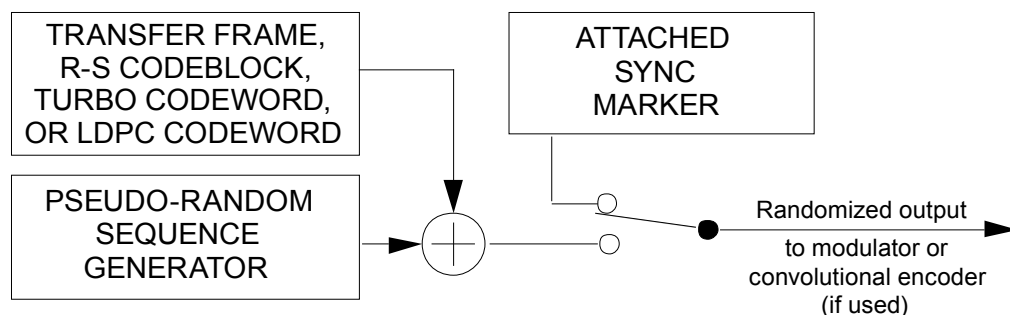 TRANSFER FRAME,
R-S CODEBLOCK,
TURBO CODEWORD,
OR LDPC CODEWORD
ATTACHED
SYNC
MARKER
PSEUDO-RANDOM
SEQUENCE
GENERATOR
Randomized output
to modulator or
convolutional encoder
(if used)